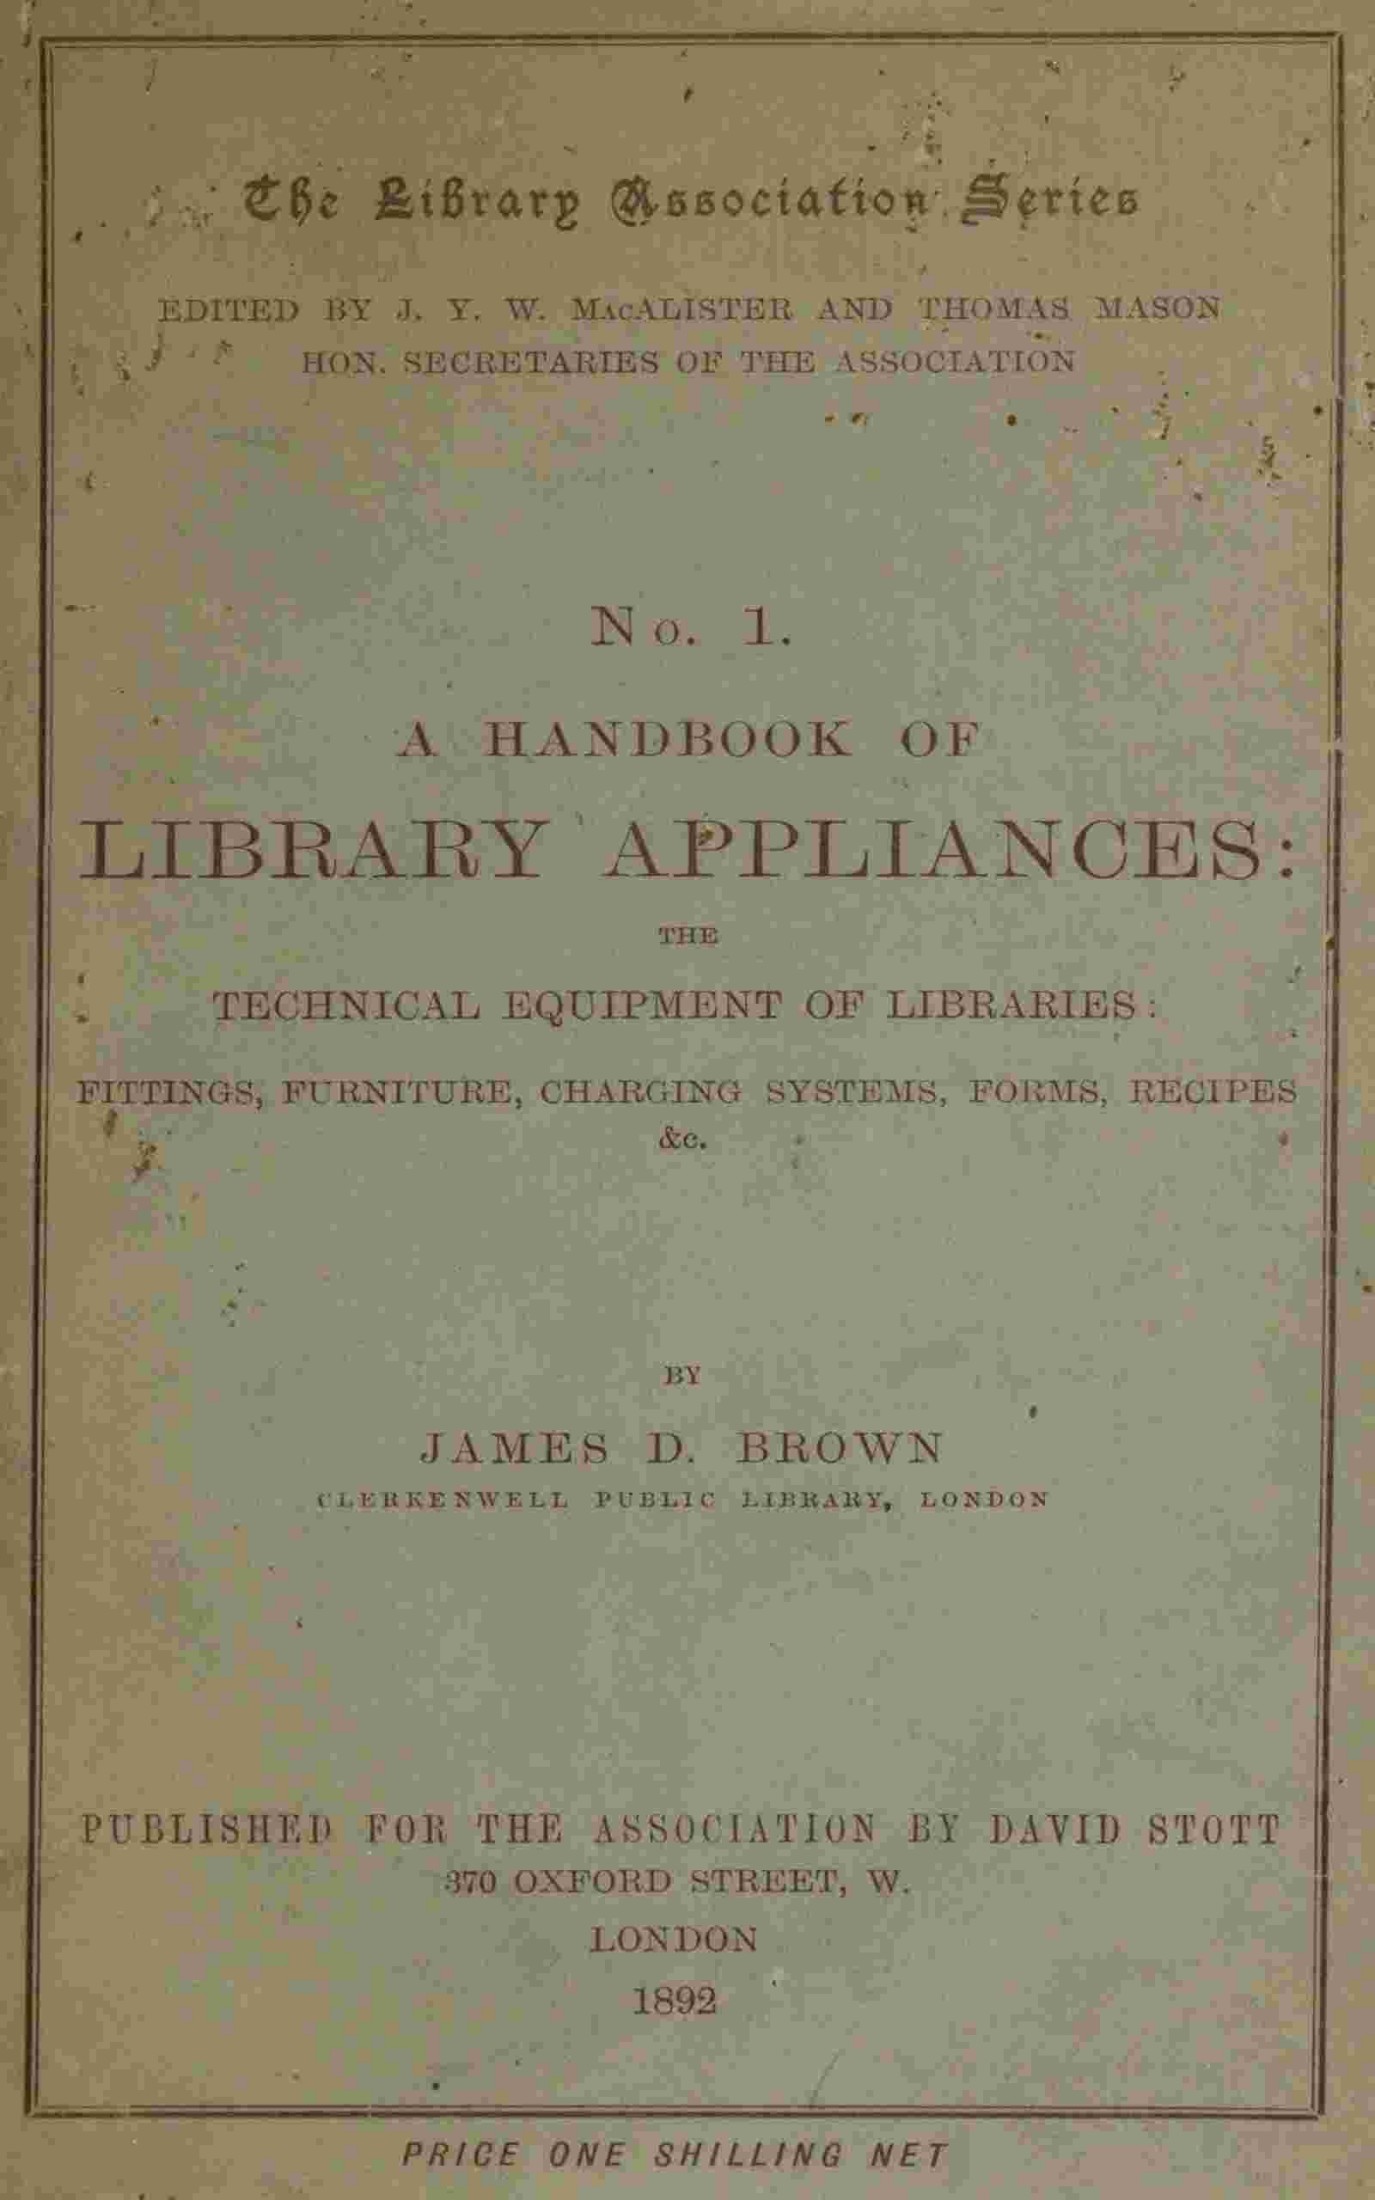 The Library Association Series
EDITED BY J. Y. W. MacALISTER AND THOMAS MASON
HON. SECRETARIES OF THE ASSOCIATION
No. 1.
A HANDBOOK OF
LIBRARY APPLIANCES:
THE
TECHNICAL EQUIPMENT OF LIBRARIES:
FITTINGS, FURNITURE, CHARGING SYSTEMS, FORMS, RECIPES
&c.
BY
JAMES D. BROWN
CLERKENWELL PUBLIC LIBRARY, LONDON
PUBLISHED FOR THE ASSOCIATION BY DAVID STOTT
370 OXFORD STREET, W.
LONDON
1892
PRICE ONE SHILLING NET